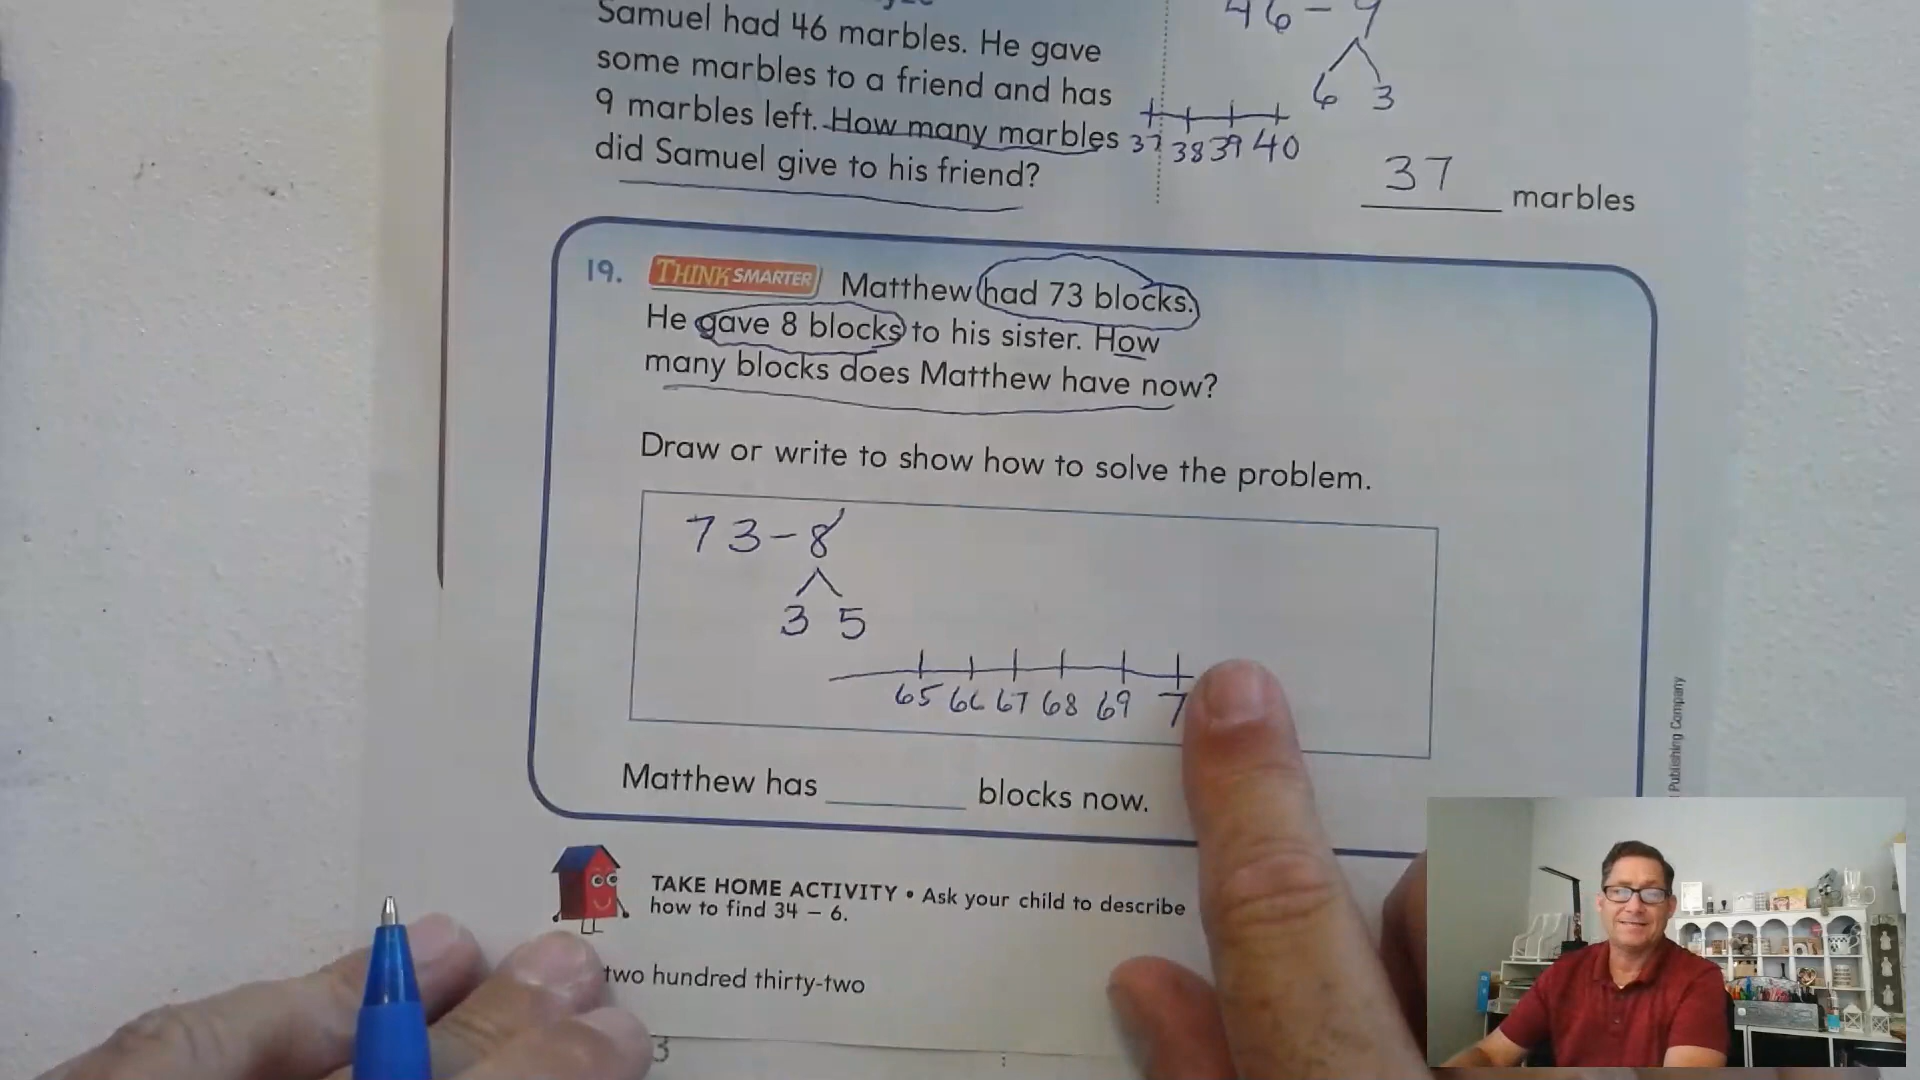 Samuel had 46 marbles. He gave
some marbles to a friend and has
9 marbles left. How many marbles
did Samuel give to his friend?
46 - 9
6 3
37 38 39 40
37 marbles
19. THINK SMARTER Matthew had 73 blocks.
He gave 8 blocks to his sister. How
many blocks does Matthew have now?
Draw or write to show how to solve the problem.
73-8
3 5
65 66 67 68 69 7
Matthew has ______ blocks now.
TAKE HOME ACTIVITY • Ask your child to describe
how to find 34 – 6.
two hundred thirty-two
Publishing Company